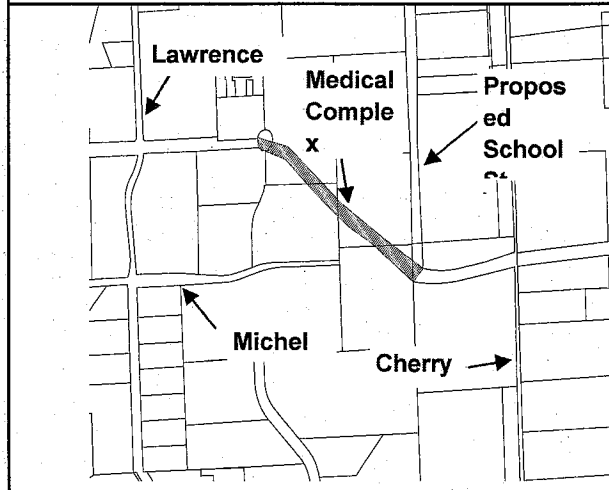 Lawrence
Medical
Comple
x
Propos
ed
School
Michel
Cherry